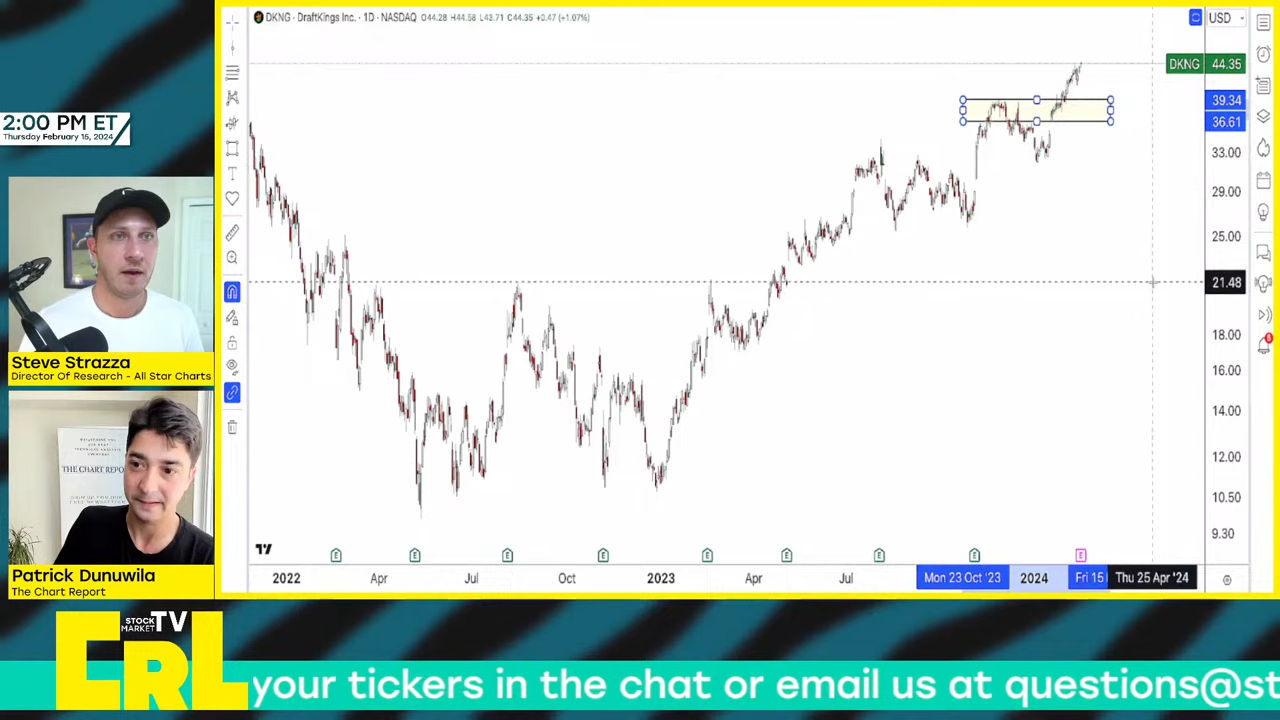 DKNG · DraftKings Inc. · 1D · NASDAQ O44.28 H44.58 L43.71 C44.35 +0.47 (+1.07%)
USD
DKNG 44.35
39.34
36.61
33.00
29.00
25.00
21.48
18.00
16.00
14.00
12.00
10.50
9.30
2:00 PM ET
Thursday February 15, 2024
Steve Strazza
Director Of Research - All Star Charts
THE CHART REPORT
Patrick Dunuwila
The Chart Report
E E E E E E E E E
2022 Apr Jul Oct 2023 Apr Jul Mon 23 Oct '23 2024 Fri 15 Thu 25 Apr '24
STOCK
MARKET TV
ERL
your tickers in the chat or email us at questions@st